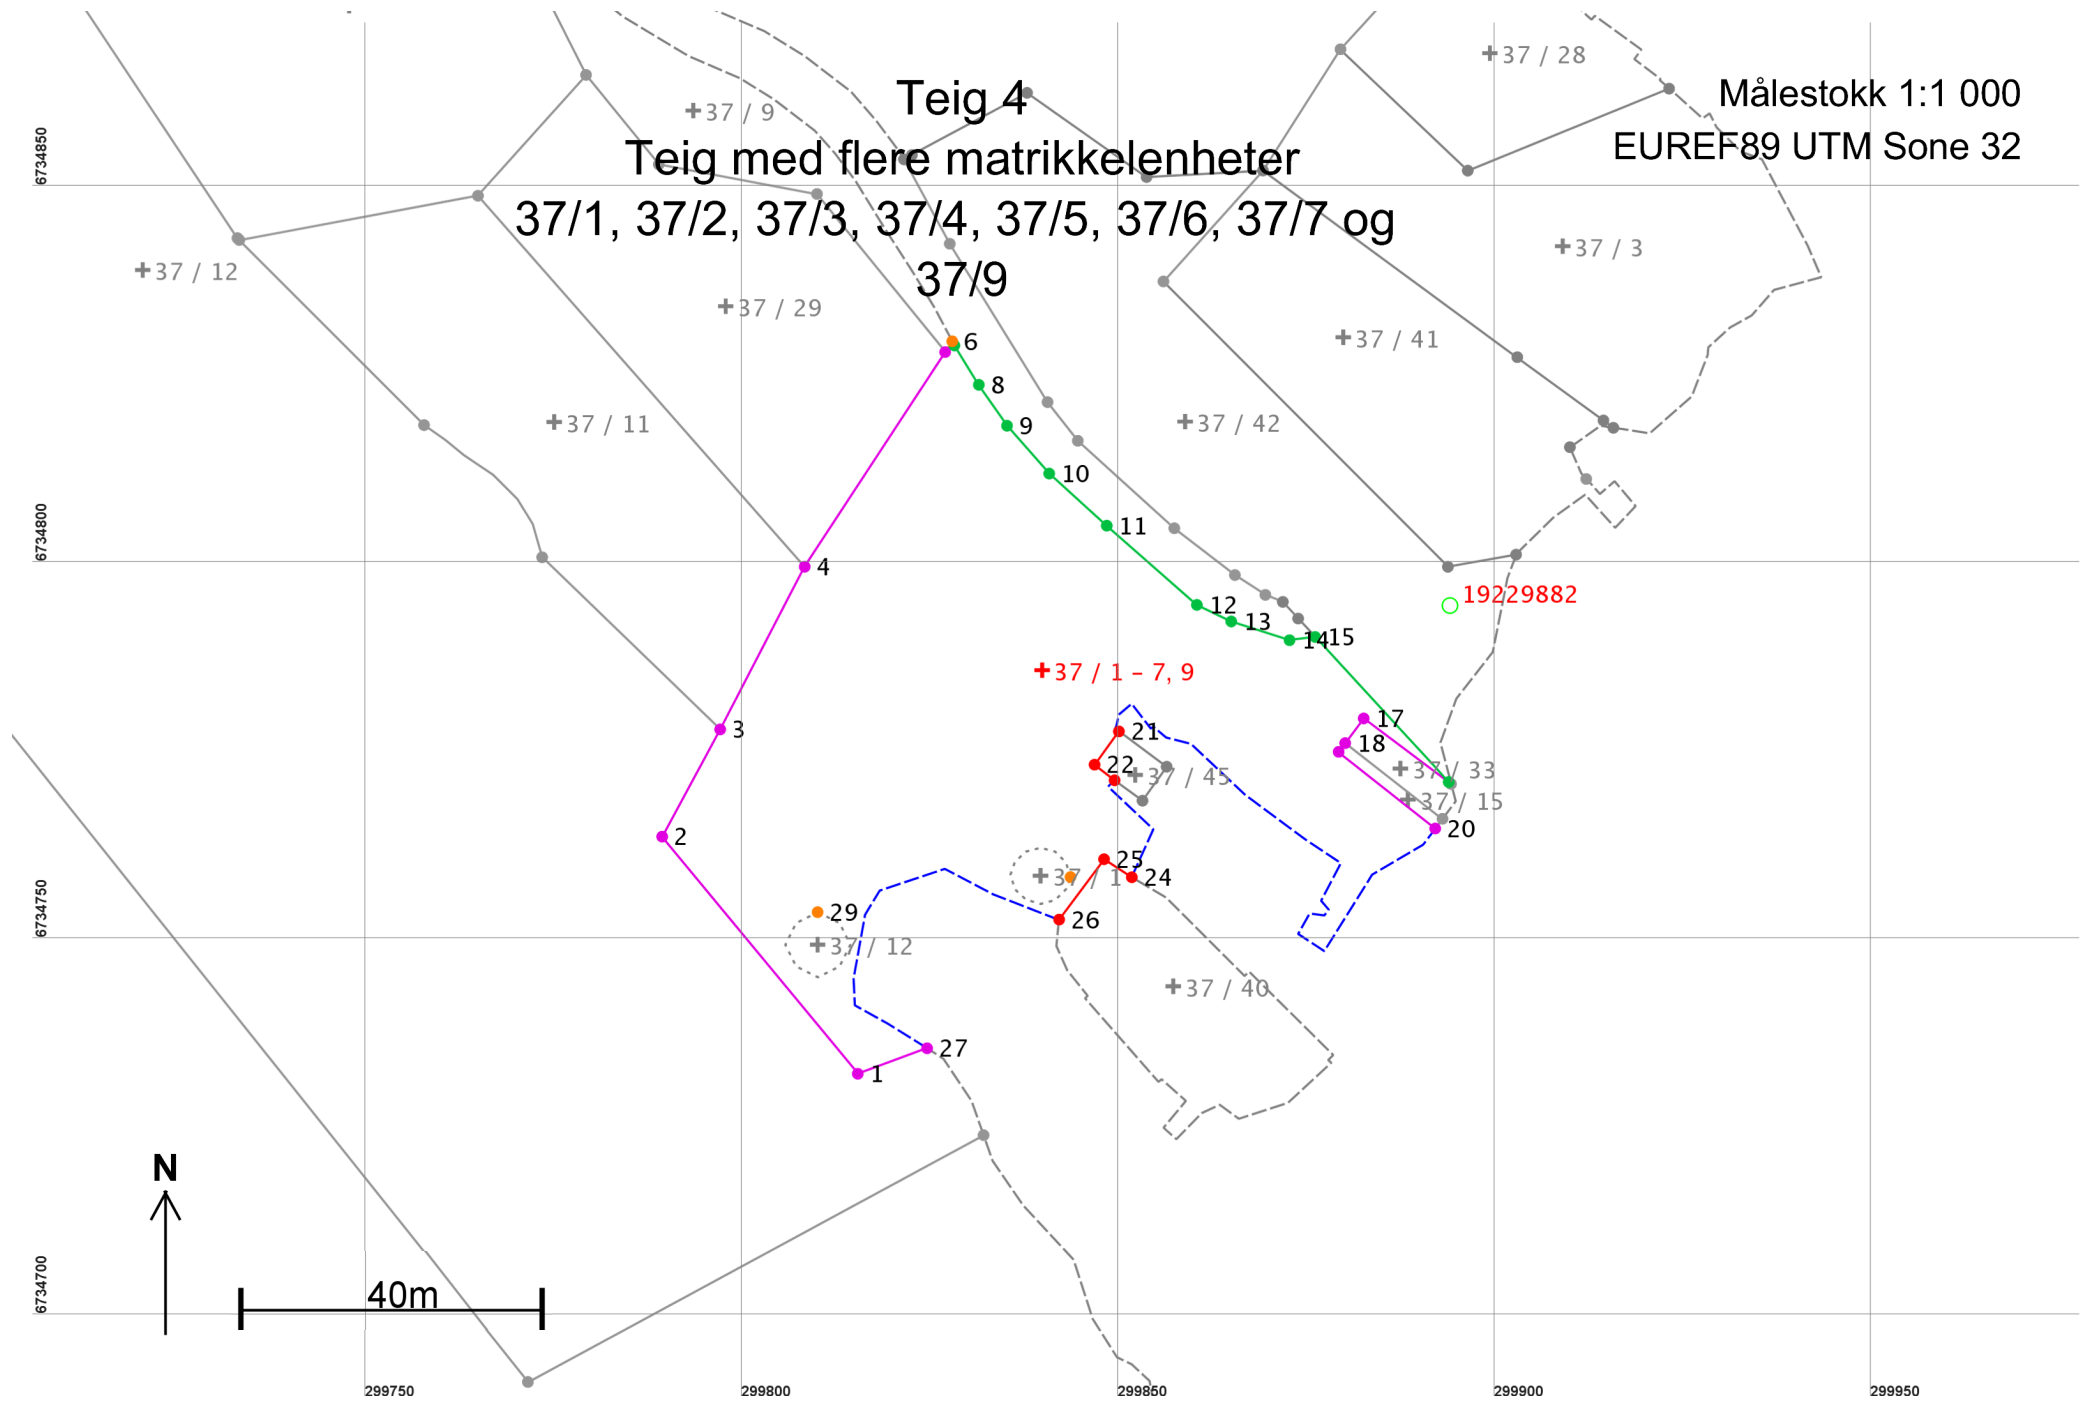 37 / 28
Teig 4
Målestokk 1:1 000
37 / 9
EUREF89 UTM Sone 32
6734850
Teig med flere matrikkelenheter
37/1, 37/2, 37/3, 37/4, 37/5, 37/6, 37/7 og
37/9
37 / 3
37 / 12
37 / 29
37 / 41
6
8
37 / 11
9
37 / 42
10
11
6734800
4
19229882
12
13
14
15
37 / 1 – 7, 9
17
3
21
18
22
37 / 45
37 / 33
37 / 15
2
20
25
37 / 1
24
29
26
6734750
37 / 12
37 / 40
27
1
N
40m
6734700
299750
299800
299850
299900
299950